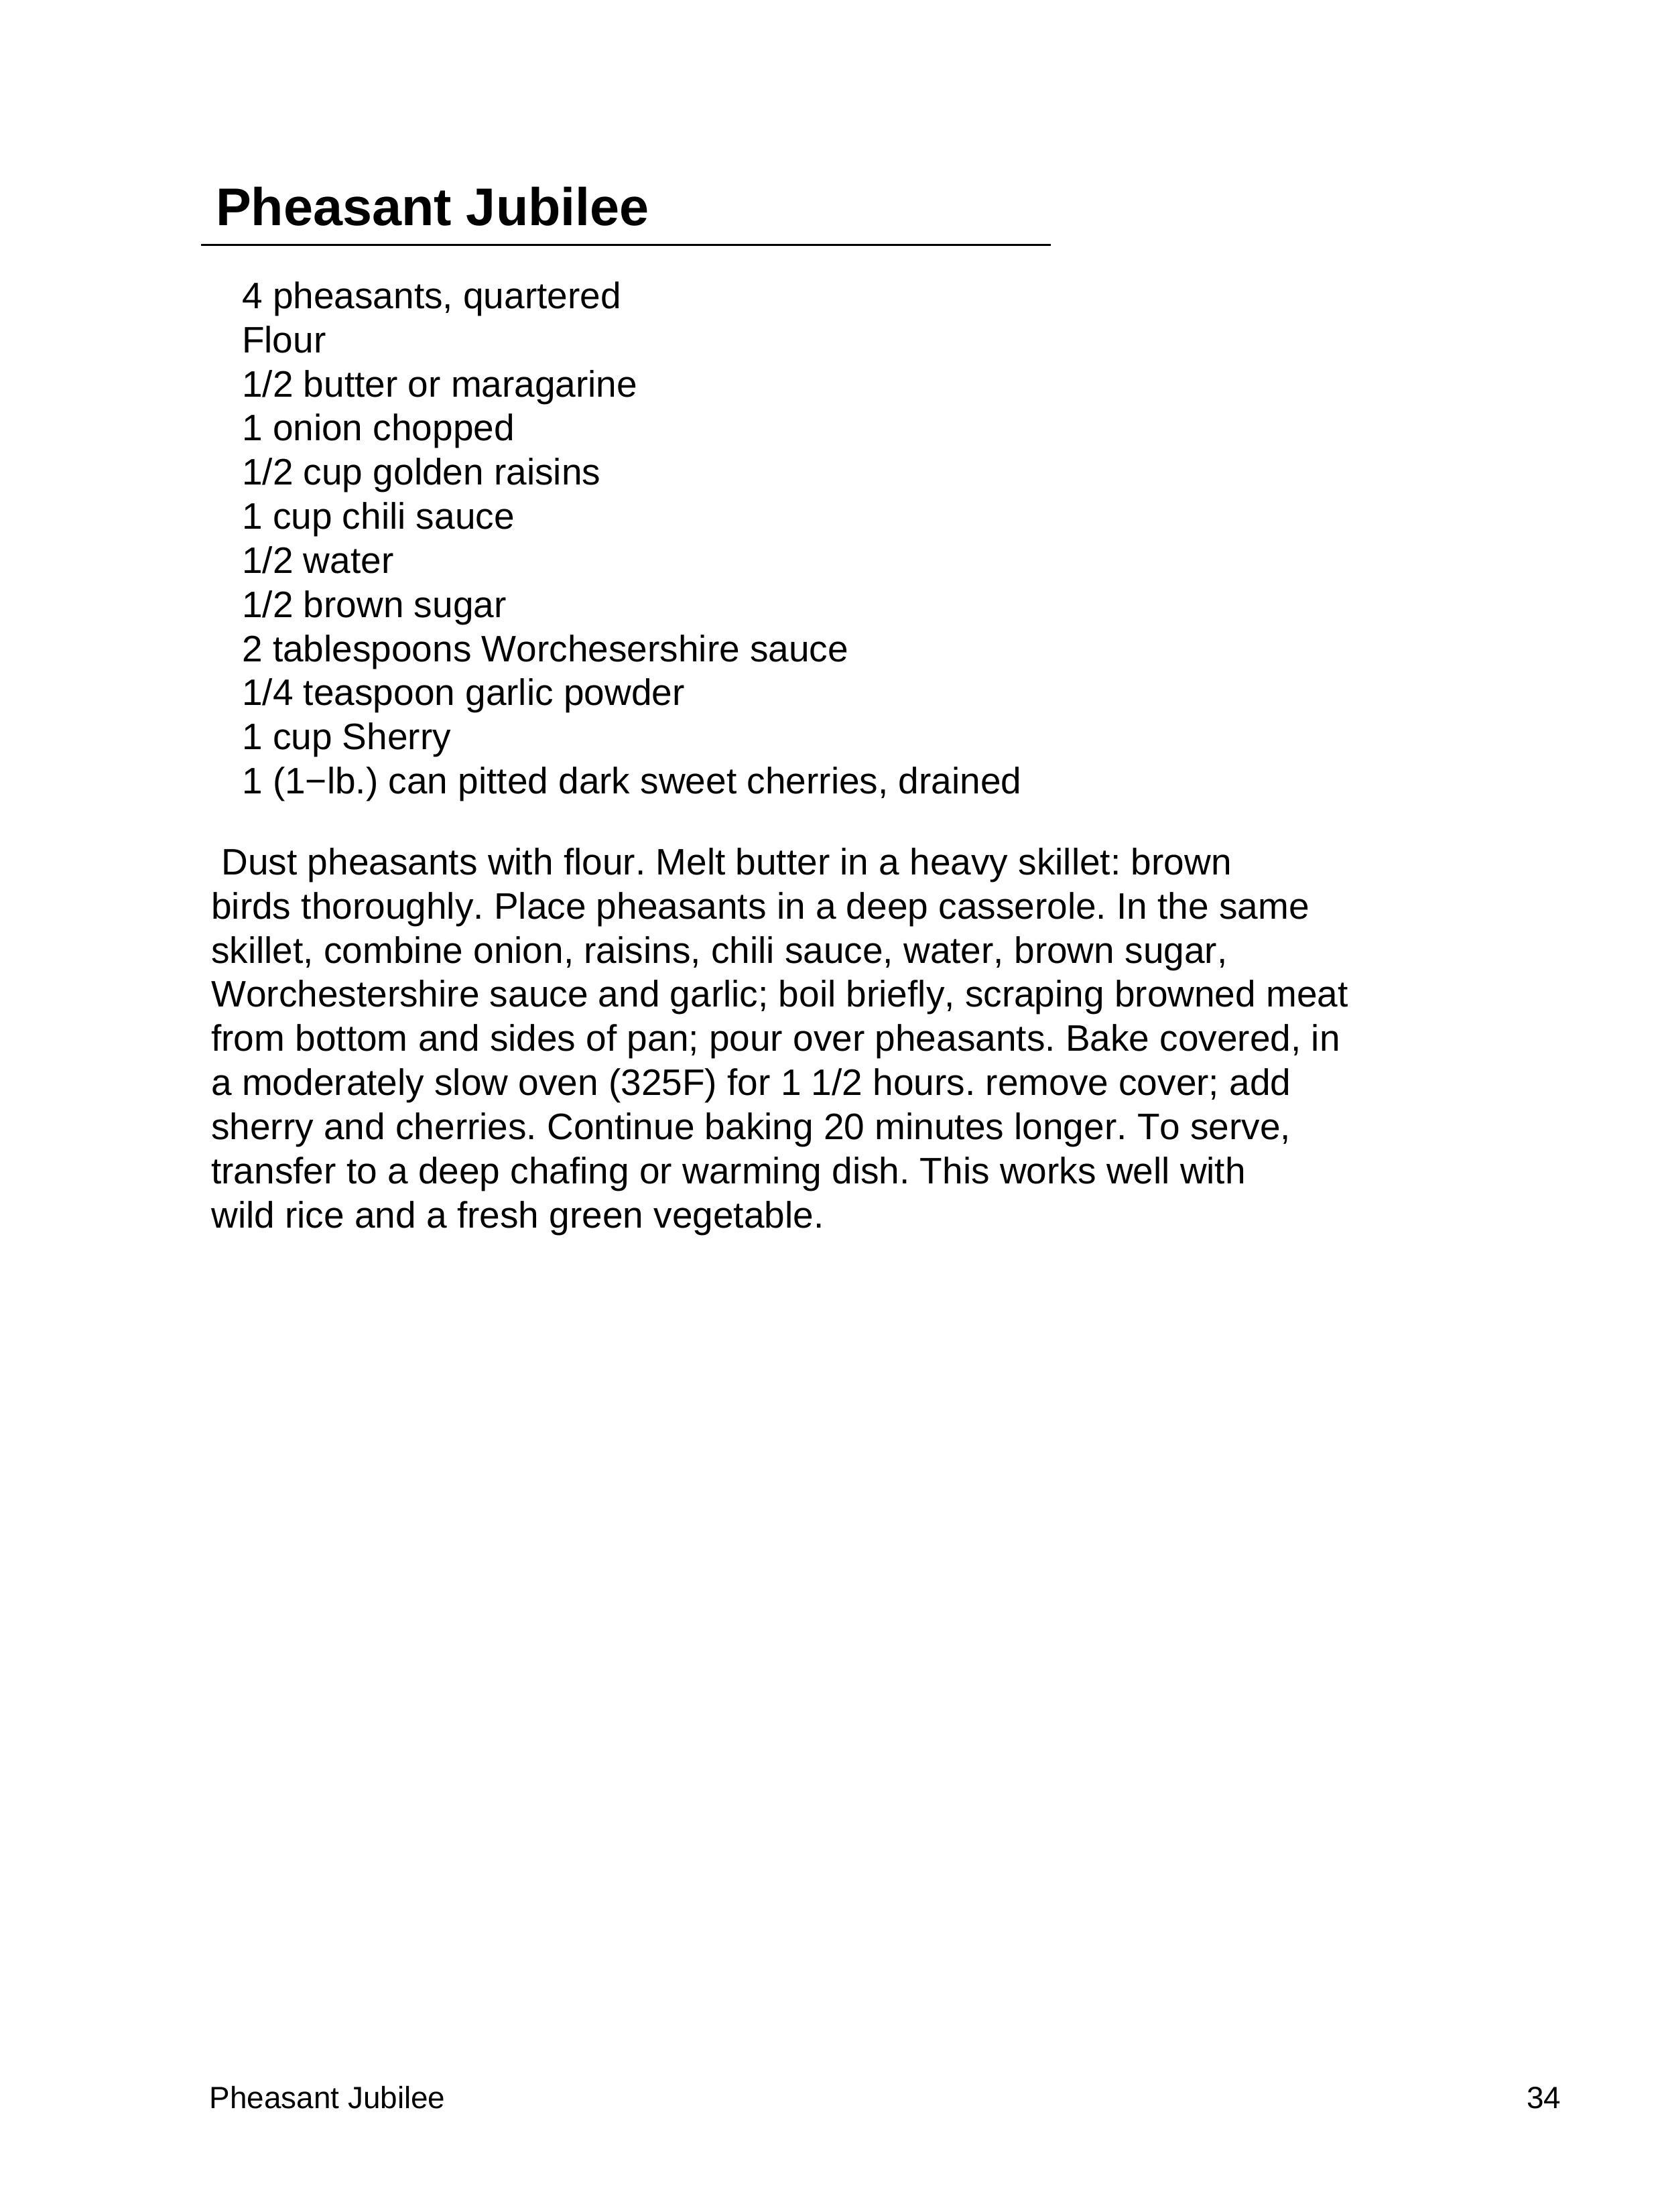 Pheasant Jubilee
4 pheasants, quartered
Flour
1/2 butter or maragarine
1 onion chopped
1/2 cup golden raisins
1 cup chili sauce
1/2 water
1/2 brown sugar
2 tablespoons Worchesershire sauce
1/4 teaspoon garlic powder
1 cup Sherry
1 (1−lb.) can pitted dark sweet cherries, drained
Dust pheasants with flour. Melt butter in a heavy skillet: brown
birds thoroughly. Place pheasants in a deep casserole. In the same
skillet, combine onion, raisins, chili sauce, water, brown sugar,
Worchestershire sauce and garlic; boil briefly, scraping browned meat
from bottom and sides of pan; pour over pheasants. Bake covered, in
a moderately slow oven (325F) for 1 1/2 hours. remove cover; add
sherry and cherries. Continue baking 20 minutes longer. To serve,
transfer to a deep chafing or warming dish. This works well with
wild rice and a fresh green vegetable.
Pheasant Jubilee 34